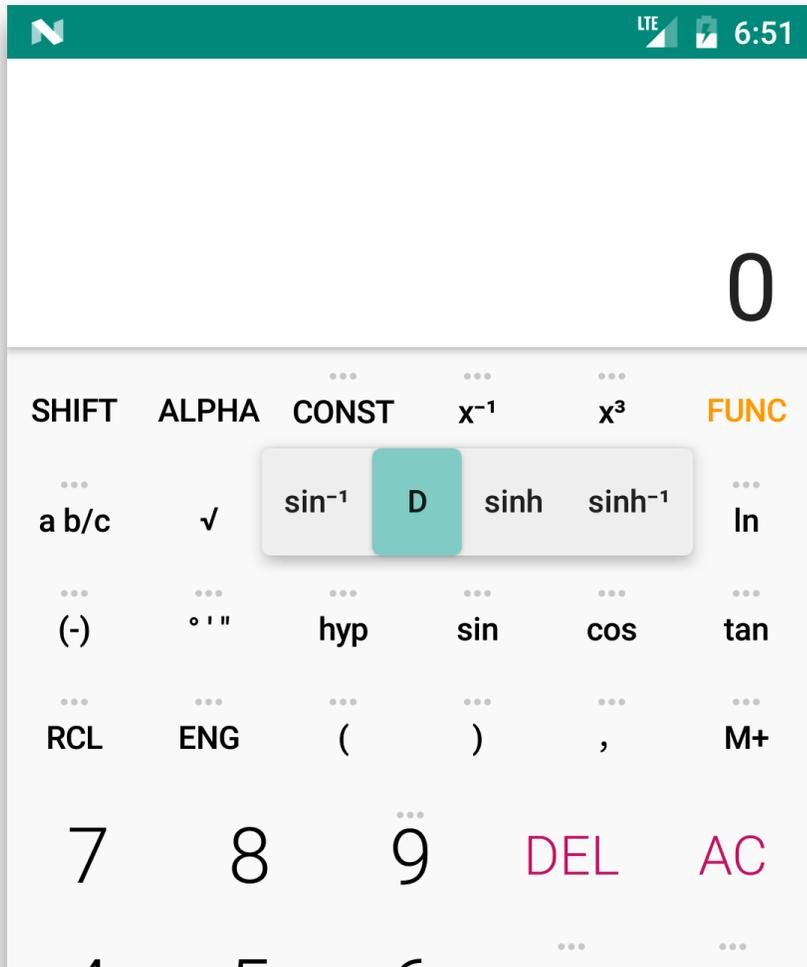 LTE 6:51
0
SHIFT ALPHA CONST x⁻¹ x³ FUNC
a b/c √ sin⁻¹ D sinh sinh⁻¹ ln
(-) ° ' " hyp sin cos tan
RCL ENG ( ) , M+
7 8 9 DEL AC